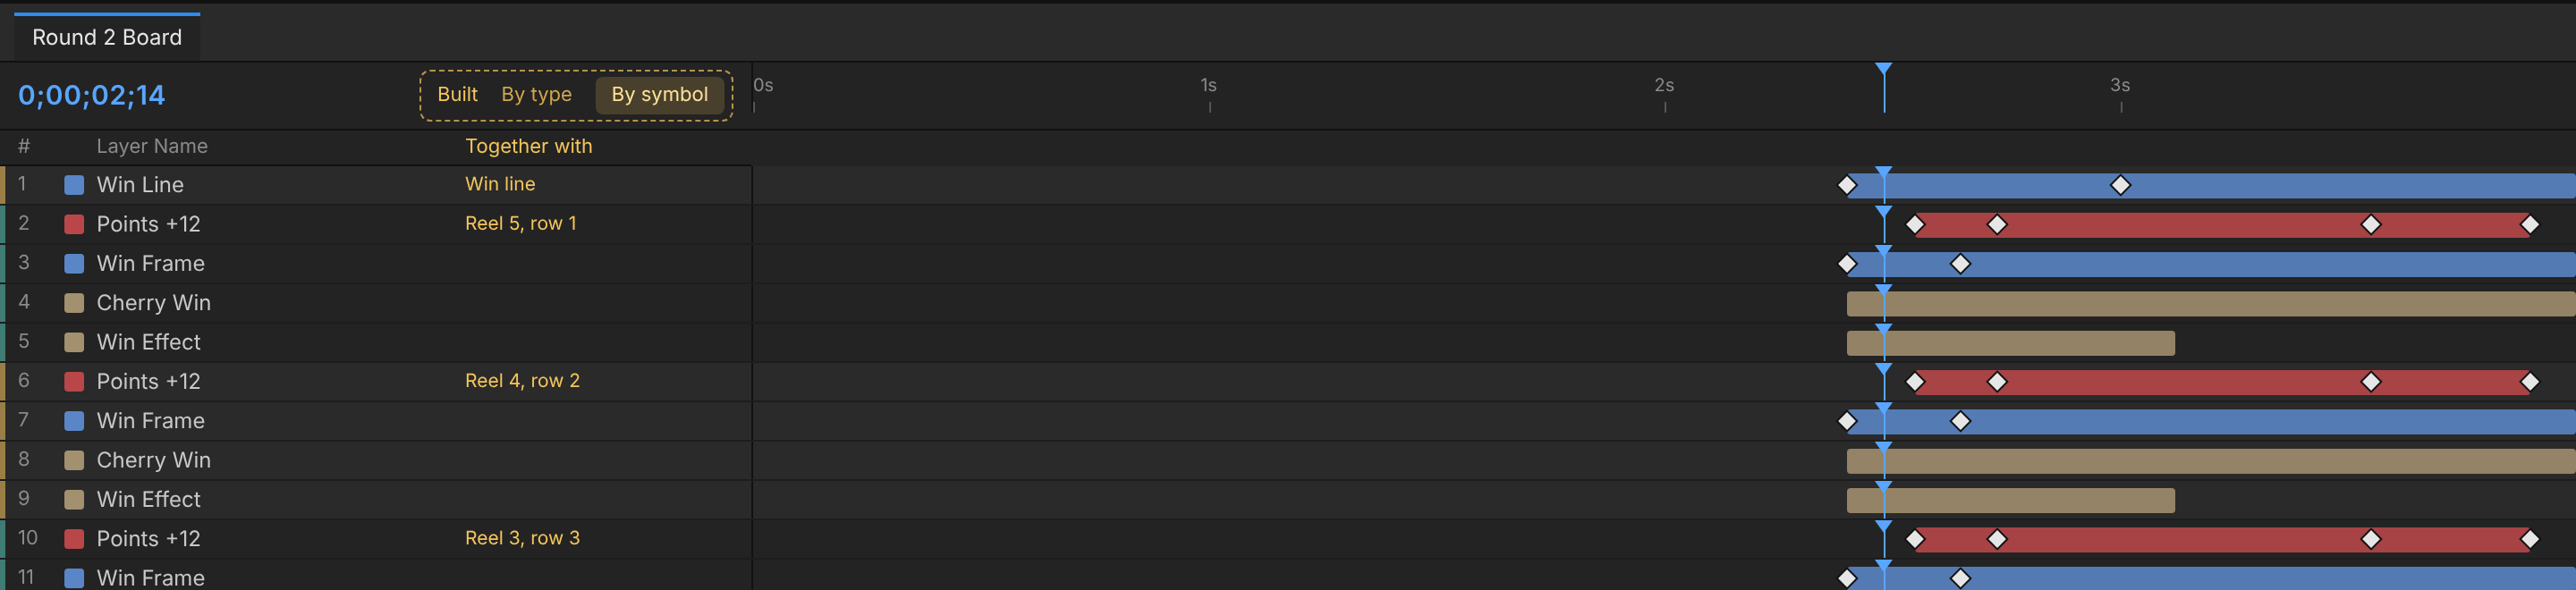 Round 2 Board
0;00;02;14 Built By type By symbol 0s 1s 2s 3s
# Layer Name Together with
1 Win Line Win line
2 Points +12 Reel 5, row 1
3 Win Frame
4 Cherry Win
5 Win Effect
6 Points +12 Reel 4, row 2
7 Win Frame
8 Cherry Win
9 Win Effect
10 Points +12 Reel 3, row 3
11 Win Frame